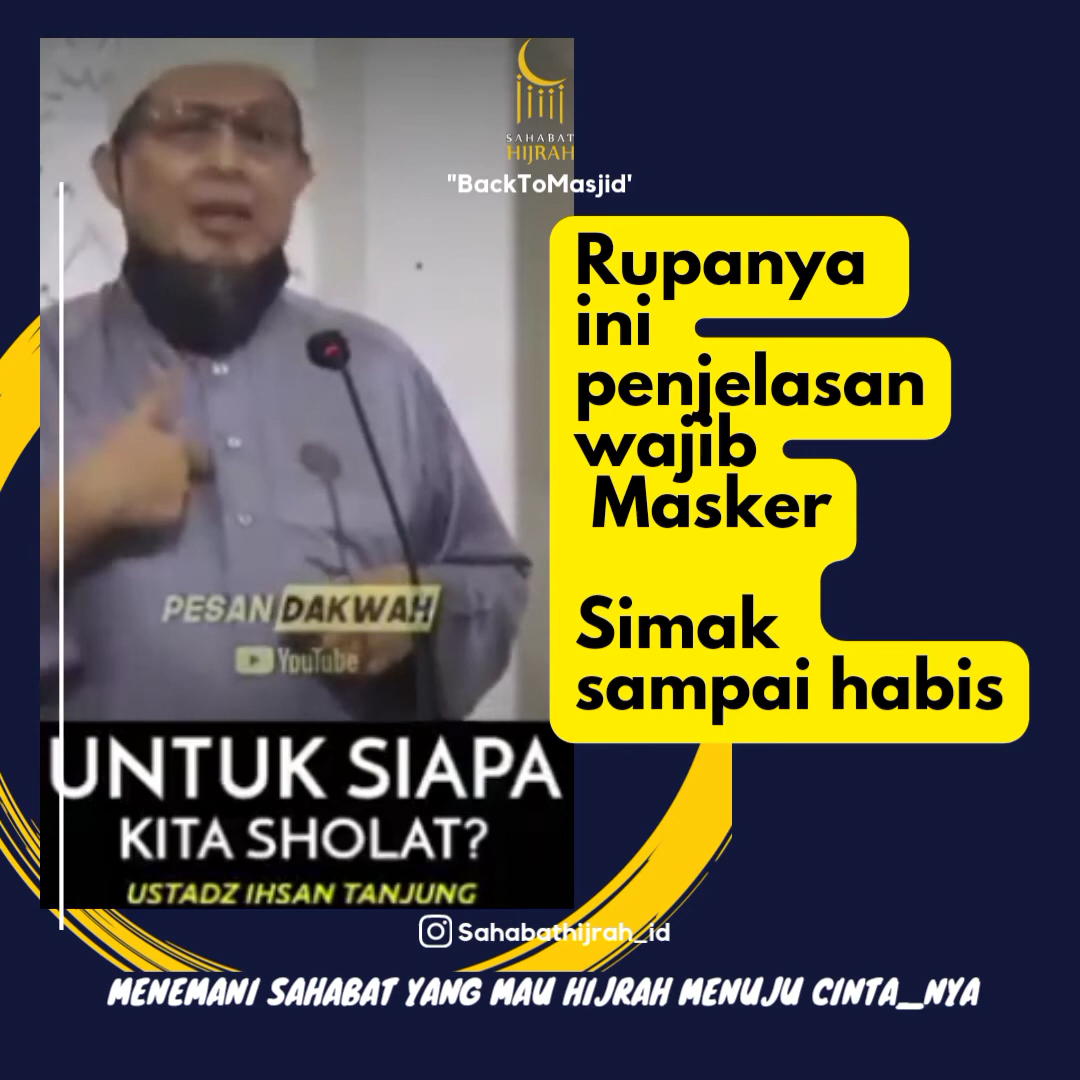 SAHABAT
HIJRAH
"BackToMasjid'
Rupanya
ini
penjelasan
wajib
Masker
Simak
sampai habis
PESAN DAKWAH
YouTube
UNTUK SIAPA
KITA SHOLAT?
USTADZ IHSAN TANJUNG
Sahabathijrah_id
MENEMANI SAHABAT YANG MAU HIJRAH MENUJU CINTA_NYA